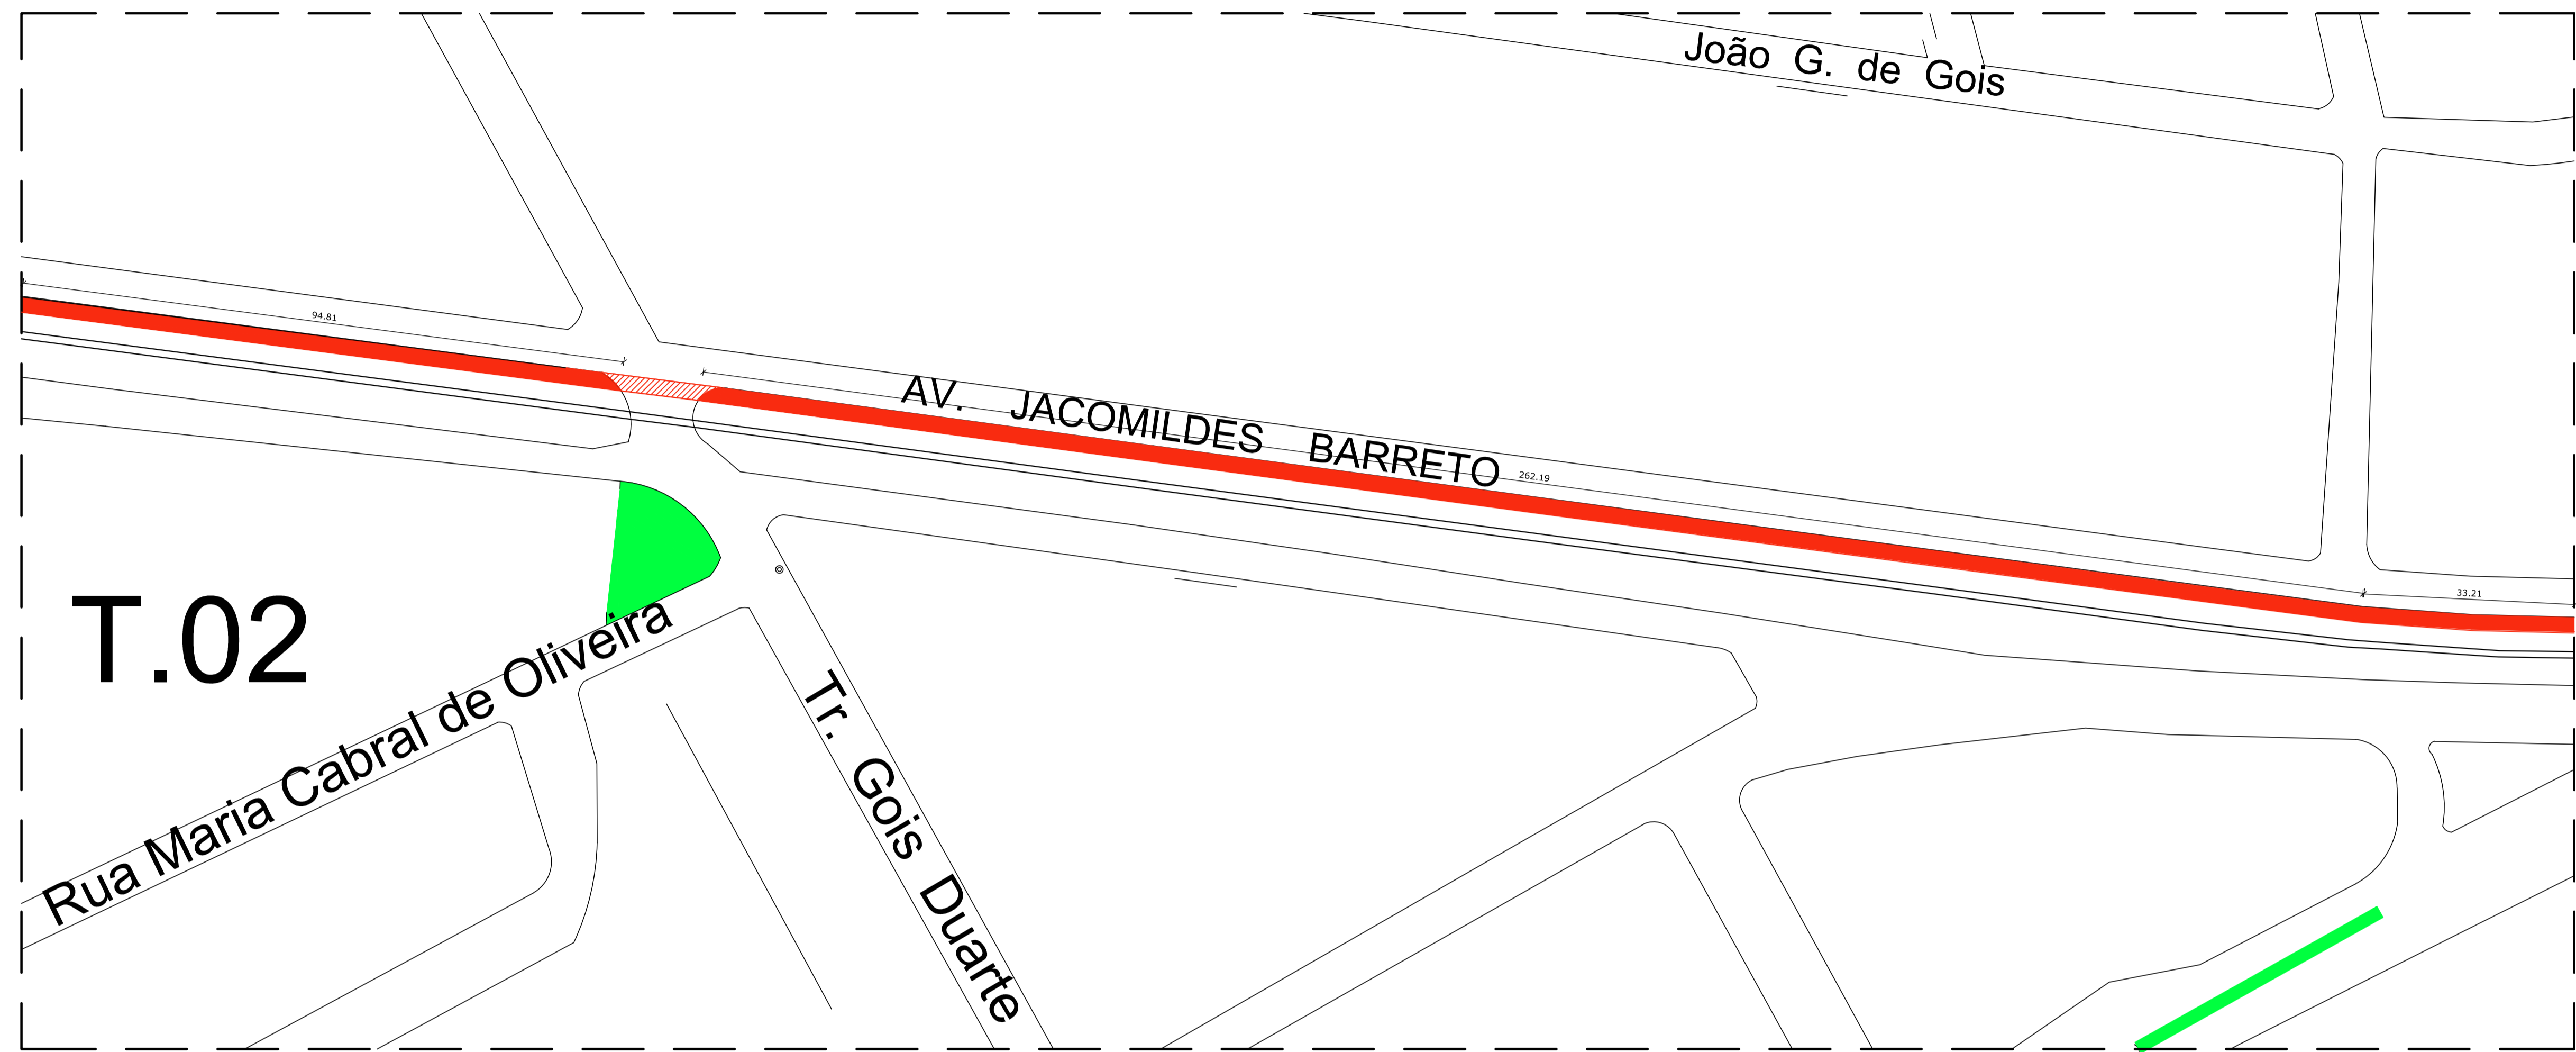 João G. de Gois
94.81
AV. JACOMILDES BARRETO
262.19
33.21
T.02
Rua Maria Cabral de Oliveira
Tr. Gois Duarte